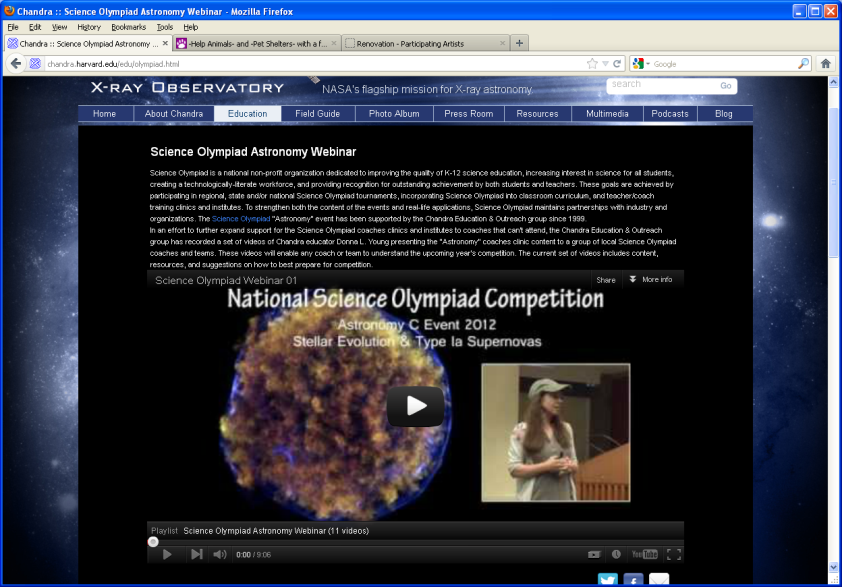 Chandra :: Science Olympiad Astronomy Webinar - Mozilla Firefox
File Edit View History Bookmarks Tools Help
Chandra :: Science Olympiad Astronomy ... × -Help Animals- and -Pet Shelters- with a f... × Renovation - Participating Artists × +
chandra.harvard.edu/edu/olympiad.html Google
X-RAY OBSERVATORY NASA's flagship mission for X-ray astronomy. search Go
Home About Chandra Education Field Guide Photo Album Press Room Resources Multimedia Podcasts Blog
Science Olympiad Astronomy Webinar
Science Olympiad is a national non-profit organization dedicated to improving the quality of K-12 science education, increasing interest in science for all students,
creating a technologically-literate workforce, and providing recognition for outstanding achievement by both students and teachers. These goals are achieved by
participating in regional, state and/or national Science Olympiad tournaments, incorporating Science Olympiad into classroom curriculum, and teacher/coach
training clinics and institutes. To strengthen both the content of the events and real-life applications, Science Olympiad maintains partnerships with industry and
organizations. The Science Olympiad "Astronomy" event has been supported by the Chandra Education & Outreach group since 1999.
In an effort to further expand support for the Science Olympiad coaches clinics and institutes to coaches that can't attend, the Chandra Education & Outreach
group has recorded a set of videos of Chandra educator Donna L. Young presenting the "Astronomy" coaches clinic content to a group of local Science Olympiad
coaches and teams. These videos will enable any coach or team to understand the upcoming year's competition. The current set of videos includes content,
resources, and suggestions on how to best prepare for competition.
Science Olympiad Webinar 01 Share More info
National Science Olympiad Competition
Astronomy C Event 2012
Stellar Evolution & Type Ia Supernovas
Playlist Science Olympiad Astronomy Webinar (11 videos)
0:00 / 9:06 YouTube